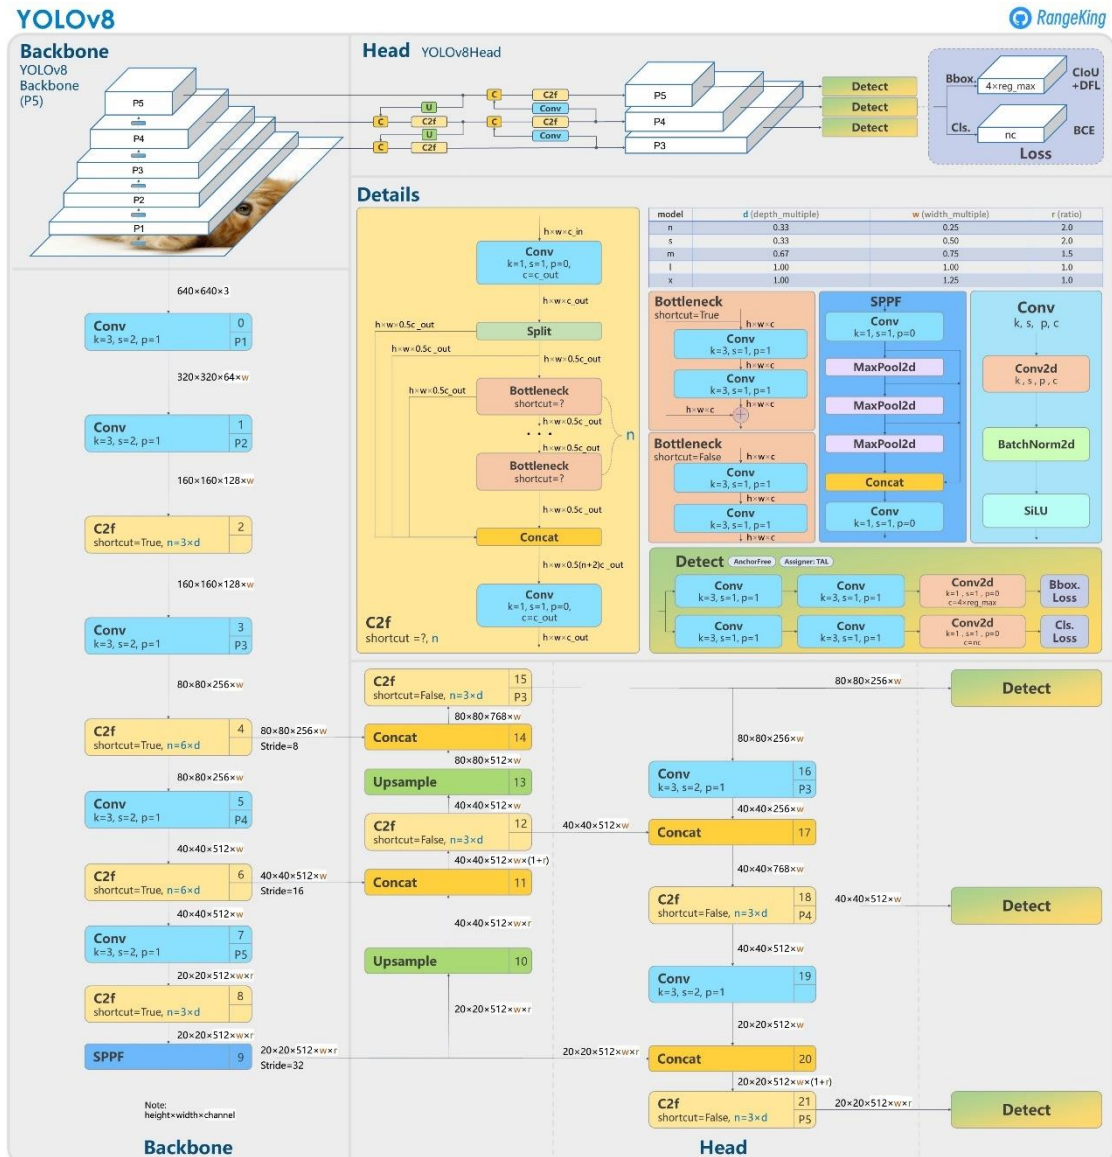 YOLOv8
RangeKing
Backbone
YOLOv8
Backbone
(P5)
P5
P4
P3
P2
P1
Head YOLOv8Head
C
U
C
C2f
U
C
C2f
C
C2f
Conv
C
C2f
Conv
P5
P4
P3
Detect
Detect
Detect
Bbox.
4×reg_max
CIoU
+DFL
Cls.
nc
BCE
Loss
640×640×3
Conv
k=3, s=2, p=1
0
P1
320×320×64×w
Conv
k=3, s=2, p=1
1
P2
160×160×128×w
C2f
shortcut=True, n=3×d
2
160×160×128×w
Conv
k=3, s=2, p=1
3
P3
80×80×256×w
C2f
shortcut=True, n=6×d
4
80×80×256×w
Stride=8
80×80×256×w
Conv
k=3, s=2, p=1
5
P4
40×40×512×w
C2f
shortcut=True, n=6×d
6
40×40×512×w
Stride=16
40×40×512×w
Conv
k=3, s=2, p=1
7
P5
20×20×512×w×r
C2f
shortcut=True, n=3×d
8
20×20×512×w×r
SPPF
9
20×20×512×w×r
Stride=32
Note:
height×width×channel
Backbone
Details
h×w×c_in
Conv
k=1, s=1, p=0,
c=c_out
h×w×c_out
h×w×0.5c_out
Split
h×w×0.5c_out
h×w×0.5c_out
h×w×0.5c_out
Bottleneck
shortcut=?
h×w×0.5c_out
• • •
n
h×w×0.5c_out
Bottleneck
shortcut=?
h×w×0.5c_out
Concat
h×w×0.5(n+2)c_out
Conv
k=1, s=1, p=0,
c=c_out
C2f
shortcut =?, n
h×w×c_out
model d (depth_multiple) w (width_multiple) r (ratio)
n 0.33 0.25 2.0
s 0.33 0.50 2.0
m 0.67 0.75 1.5
l 1.00 1.00 1.0
x 1.00 1.25 1.0
Bottleneck
shortcut=True
h×w×c
Conv
k=3, s=1, p=1
h×w×c
Conv
k=3, s=1, p=1
h×w×c
h×w×c
Bottleneck
shortcut=False
h×w×c
Conv
k=3, s=1, p=1
h×w×c
Conv
k=3, s=1, p=1
h×w×c
SPPF
Conv
k=1, s=1, p=0
MaxPool2d
MaxPool2d
MaxPool2d
Concat
Conv
k=1, s=1, p=0
Conv
k, s, p, c
Conv2d
k, s, p, c
BatchNorm2d
SiLU
Detect AnchorFree Assigner: TAL
Conv
k=3, s=1, p=1
Conv
k=3, s=1, p=1
Conv2d
k=1, s=1, p=0
c=4×reg_max
Bbox.
Loss
Conv
k=3, s=1, p=1
Conv
k=3, s=1, p=1
Conv2d
k=1, s=1, p=0
c=nc
Cls.
Loss
C2f
shortcut=False, n=3×d
15
P3
80×80×768×w
Concat
14
80×80×512×w
Upsample
13
40×40×512×w
C2f
shortcut=False, n=3×d
12
40×40×512×w
40×40×512×w×(1+r)
Concat
11
40×40×512×w×r
Upsample
10
20×20×512×w×r
80×80×256×w
Detect
80×80×256×w
Conv
k=3, s=2, p=1
16
P3
40×40×256×w
Concat
17
40×40×768×w
C2f
shortcut=False, n=3×d
18
P4
40×40×512×w
Detect
40×40×512×w
Conv
k=3, s=2, p=1
19
20×20×512×w
20×20×512×w×r
Concat
20
20×20×512×w×(1+r)
C2f
shortcut=False, n=3×d
21
P5
20×20×512×w×r
Detect
Head